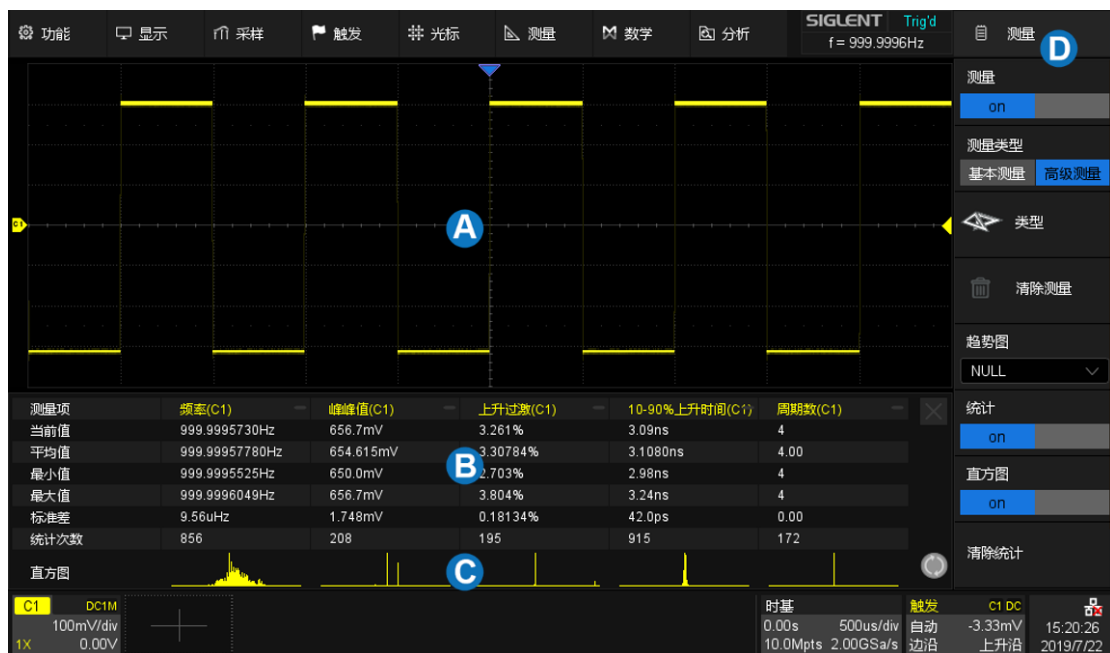 功能 显示 采样 触发 光标 测量 数学 分析 SIGLENT Trig'd
f = 999.9996Hz
测量
D
测量
on
测量类型
基本测量 高级测量
类型
清除测量
趋势图
NULL
统计
on
直方图
on
清除统计
C1
A
测量项 频率(C1) 峰峰值(C1) 上升过激(C1) 10-90%上升时间(C1) 周期数(C1)
当前值 999.9995730Hz 656.7mV 3.261% 3.09ns 4
平均值 999.99957780Hz 654.615mV 3.30784% 3.1080ns 4.00
B
最小值 999.9995525Hz 650.0mV 2.703% 2.98ns 4
最大值 999.9996049Hz 656.7mV 3.804% 3.24ns 4
标准差 9.56uHz 1.748mV 0.18134% 42.0ps 0.00
统计次数 856 208 195 915 172
直方图
C
C1 DC1M
100mV/div
1X 0.00V
时基
0.00s 500us/div
10.0Mpts 2.00GSa/s
触发 C1 DC
自动 -3.33mV
边沿 上升沿
15:20:26
2019/7/22